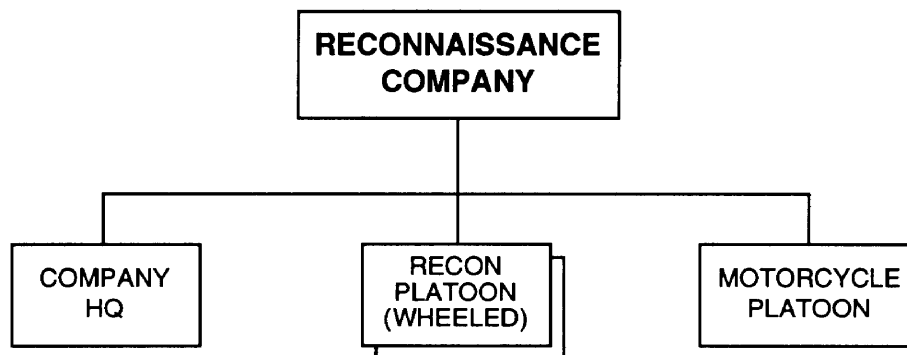 RECONNAISSANCE
COMPANY
COMPANY
HQ
RECON
PLATOON
(WHEELED)
MOTORCYCLE
PLATOON